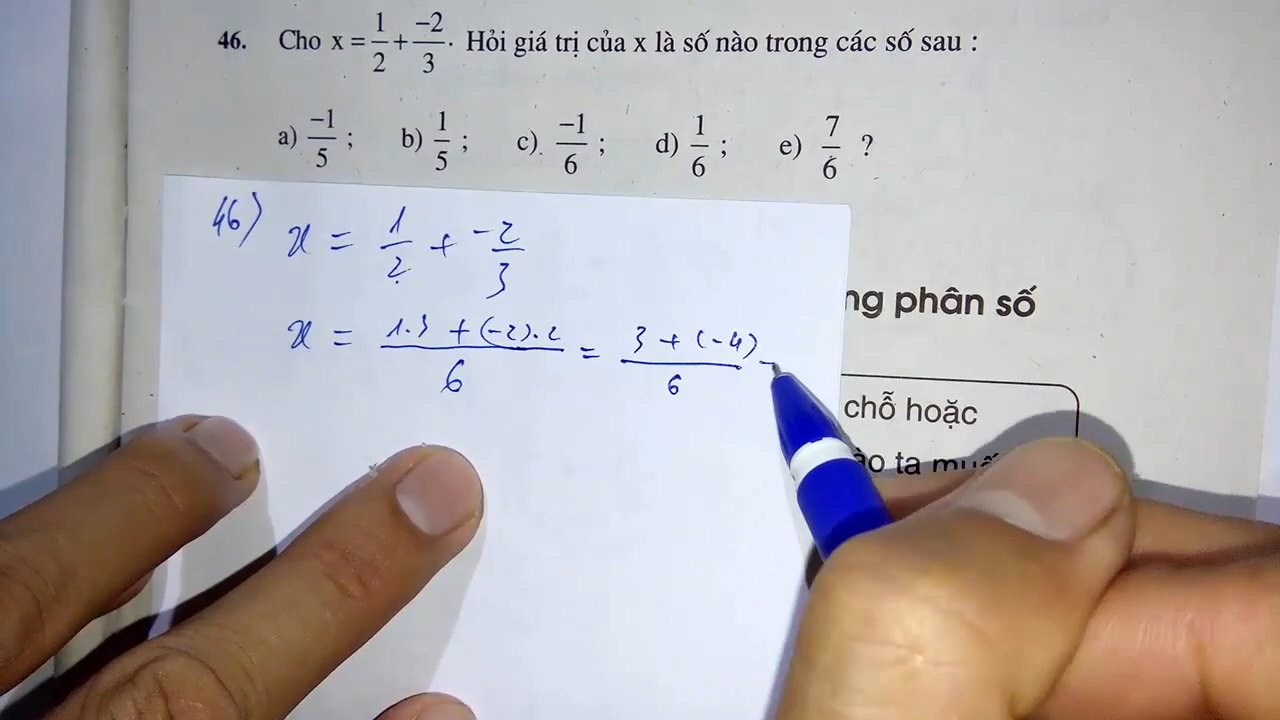 46. Cho x = 1/2 + -2/3. Hỏi giá trị của x là số nào trong các số sau :
a) -1/5 ; b) 1/5 ; c) -1/6 ; d) 1/6 ; e) 7/6 ?
46) x = 1/2 + -2/3
ng phân số
x = 1.3 + (-2).2/6 = 3 + (-4)/6
chỗ hoặc
ta